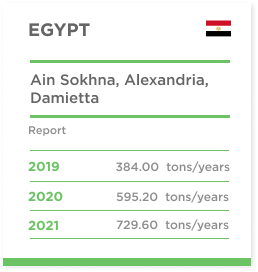 EGYPT
Ain Sokhna, Alexandria,
Damietta
Report
2019 384.00 tons/years
2020 595.20 tons/years
2021 729.60 tons/years